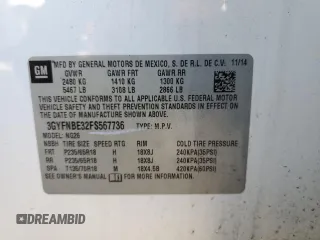 GM
MFD BY GENERAL MOTORS DE MEXICO, S. DE R.L. DE C.V. 11/14
GVWR GAWR FRT GAWR RR
2480 KG 1410 KG 1300 KG
5467 LB 3108 LB 2866 LB
THIS VEHICLE CONFORMS TO ALL APPLICABLE U.S. FEDERAL MOTOR
VEHICLE SAFETY AND THEFT PREVENTION STANDARDS IN EFFECT ON THE
DATE OF MANUFACTURE SHOWN ABOVE.
3GYFNBE32FS567736 TYPE: M.P.V.
MODEL: NG26
TIRE SIZE SPEED RTG RIM COLD TIRE PRESSURE
FRT P235/65R18 H 18X8J 240KPA(35PSI)
RR P235/65R18 H 18X8J 240KPA(35PSI)
SPA T135/70R18 M 18X4.5B 420KPA(60PSI)
SEE OWNER'S MANUAL FOR ADDITIONAL INFORMATION.